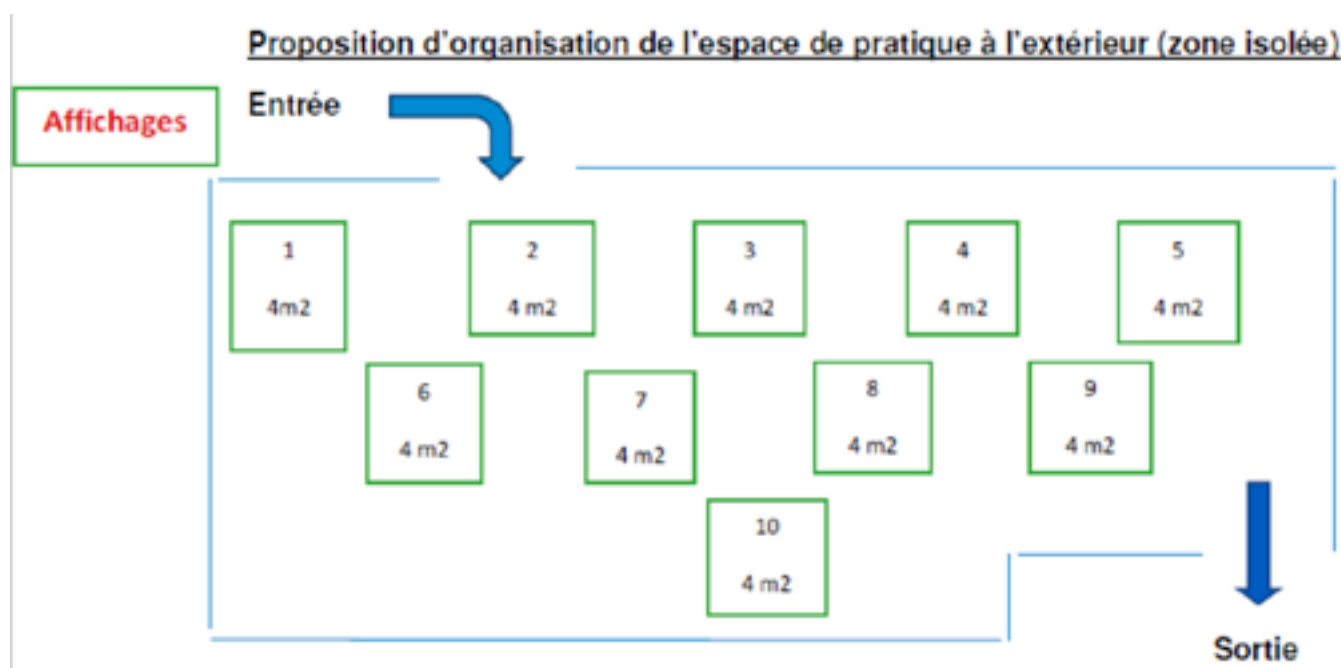 Proposition d'organisation de l'espace de pratique à l'extérieur (zone isolée)
Affichages
Entrée
1
4m2
2
4 m2
3
4 m2
4
4 m2
5
4 m2
6
4 m2
7
4 m2
8
4 m2
9
4 m2
10
4 m2
Sortie